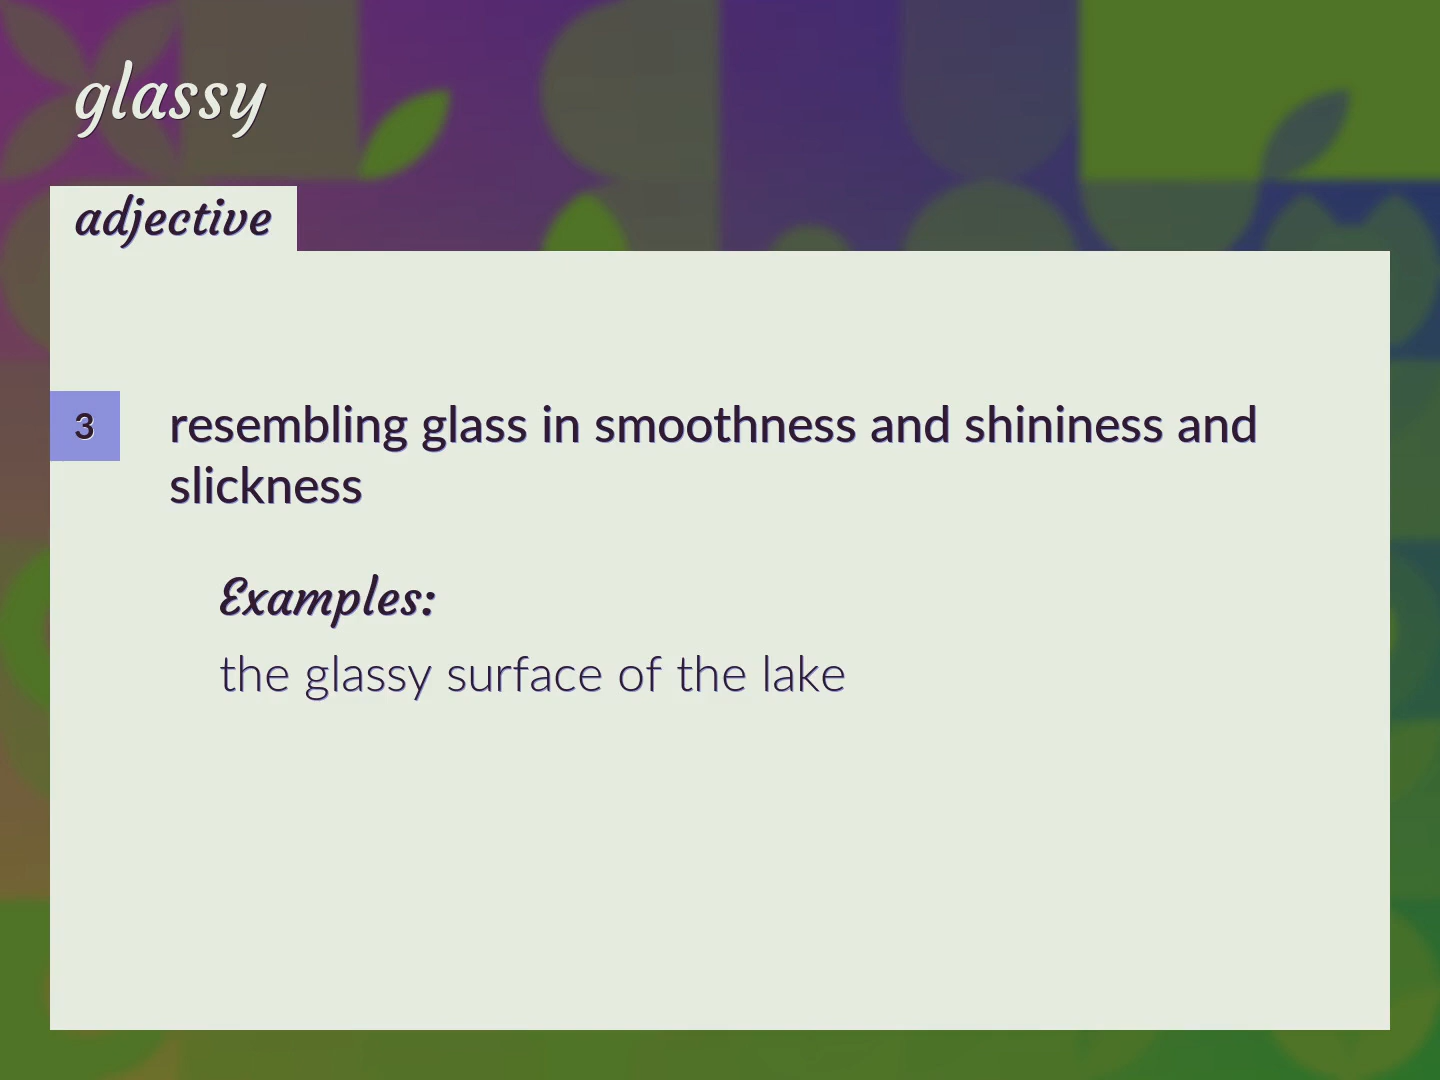 glassy
adjective
3
resembling glass in smoothness and shininess and
slickness
Examples:
the glassy surface of the lake